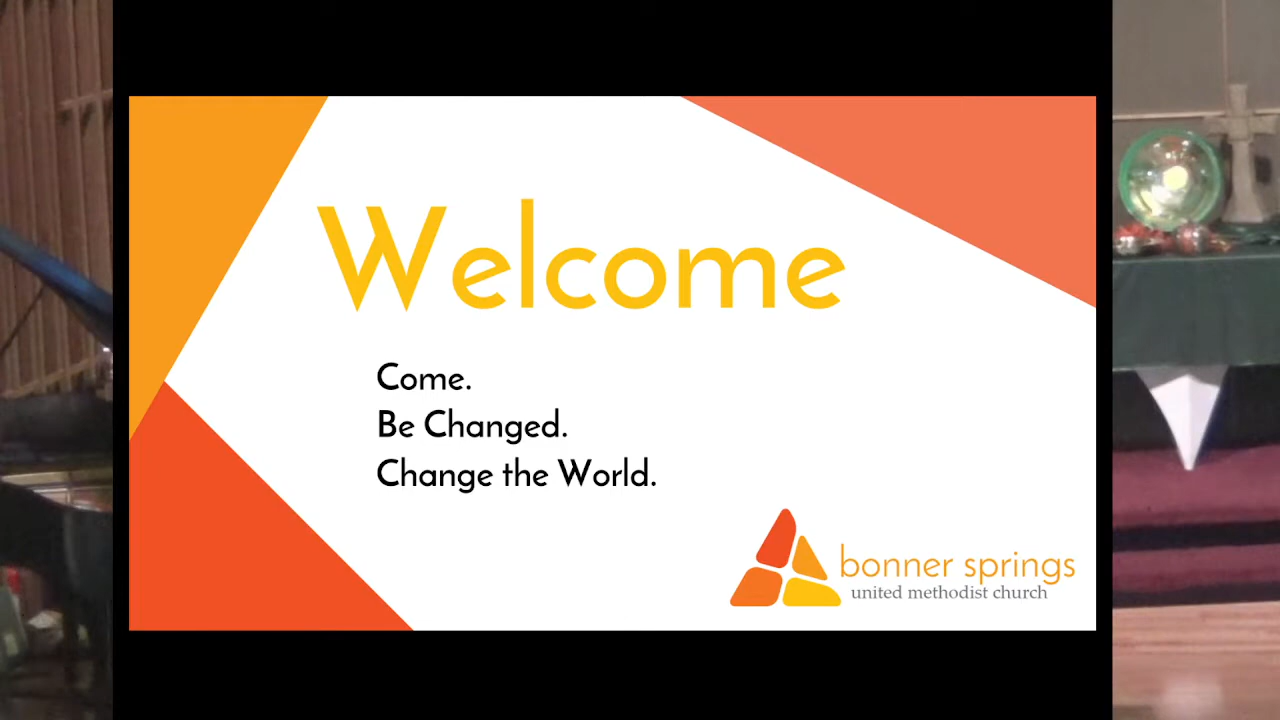 Welcome
Come.
Be Changed.
Change the World.
bonner springs
united methodist church